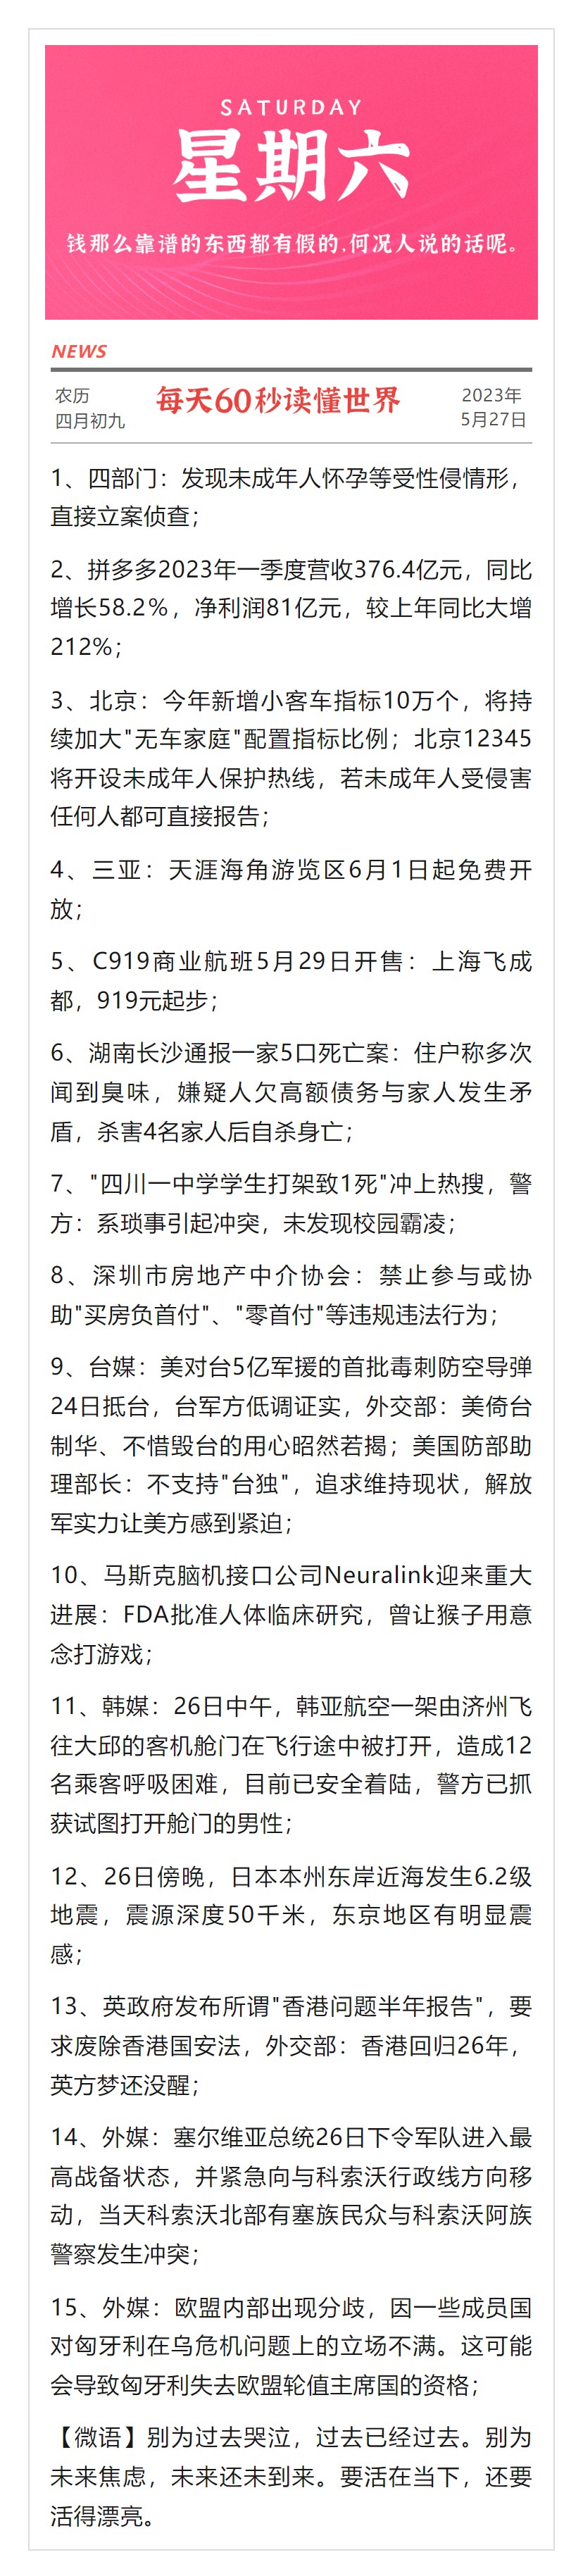 SATURDAY
星期六
钱那么靠谱的东西都有假的,何况人说的话呢。
NEWS
农历
四月初九
每天60秒读懂世界
2023年
5月27日
1、四部门：发现未成年人怀孕等受性侵情形，
直接立案侦查；
2、拼多多2023年一季度营收376.4亿元，同比
增长58.2%，净利润81亿元，较上年同比大增
212%；
3、北京：今年新增小客车指标10万个，将持
续加大"无车家庭"配置指标比例；北京12345
将开设未成年人保护热线，若未成年人受侵害
任何人都可直接报告；
4、三亚：天涯海角游览区6月1日起免费开
放；
5、C919商业航班5月29日开售：上海飞成
都，919元起步；
6、湖南长沙通报一家5口死亡案：住户称多次
闻到臭味，嫌疑人欠高额债务与家人发生矛
盾，杀害4名家人后自杀身亡；
7、"四川一中学学生打架致1死"冲上热搜，警
方：系琐事引起冲突，未发现校园霸凌；
8、深圳市房地产中介协会：禁止参与或协
助"买房负首付"、"零首付"等违规违法行为；
9、台媒：美对台5亿军援的首批毒刺防空导弹
24日抵台，台军方低调证实，外交部：美倚台
制华、不惜毁台的用心昭然若揭；美国防部助
理部长：不支持"台独"，追求维持现状，解放
军实力让美方感到紧迫；
10、马斯克脑机接口公司Neuralink迎来重大
进展：FDA批准人体临床研究，曾让猴子用意
念打游戏；
11、韩媒：26日中午，韩亚航空一架由济州飞
往大邱的客机舱门在飞行途中被打开，造成12
名乘客呼吸困难，目前已安全着陆，警方已抓
获试图打开舱门的男性；
12、26日傍晚，日本本州东岸近海发生6.2级
地震，震源深度50千米，东京地区有明显震
感；
13、英政府发布所谓"香港问题半年报告"，要
求废除香港国安法，外交部：香港回归26年，
英方梦还没醒；
14、外媒：塞尔维亚总统26日下令军队进入最
高战备状态，并紧急向与科索沃行政线方向移
动，当天科索沃北部有塞族民众与科索沃阿族
警察发生冲突；
15、外媒：欧盟内部出现分歧，因一些成员国
对匈牙利在乌危机问题上的立场不满。这可能
会导致匈牙利失去欧盟轮值主席国的资格；
【微语】别为过去哭泣，过去已经过去。别为
未来焦虑，未来还未到来。要活在当下，还要
活得漂亮。